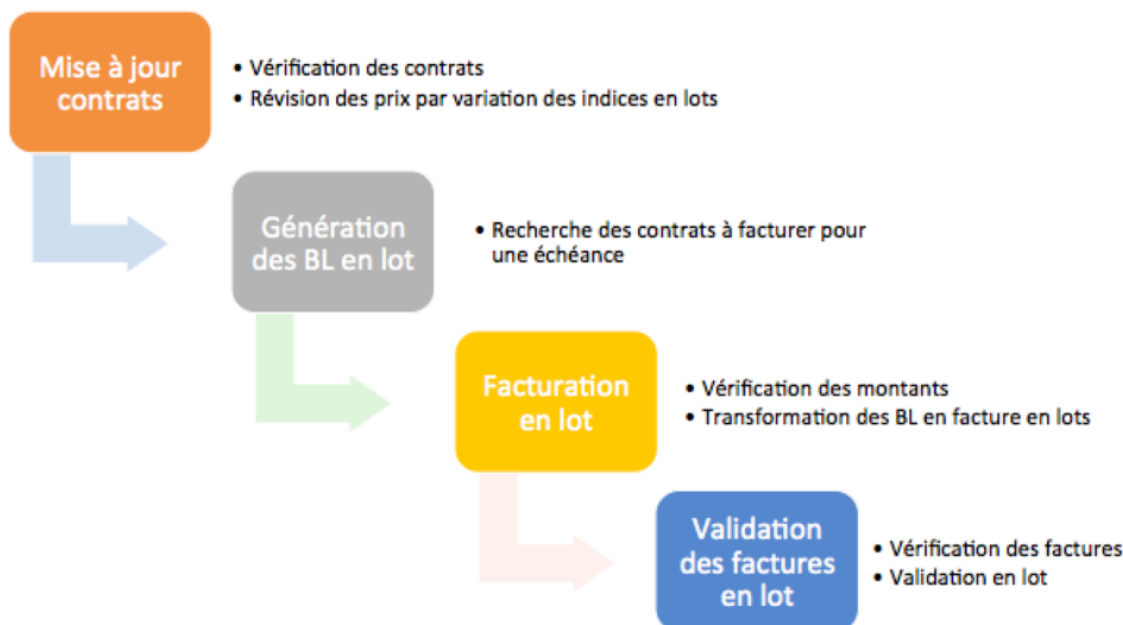 Mise à jour
contrats
• Vérification des contrats
• Révision des prix par variation des indices en lots
Génération
des BL en lot
• Recherche des contrats à facturer pour
une échéance
Facturation
en lot
• Vérification des montants
• Transformation des BL en facture en lots
Validation
des factures
en lot
• Vérification des factures
• Validation en lot